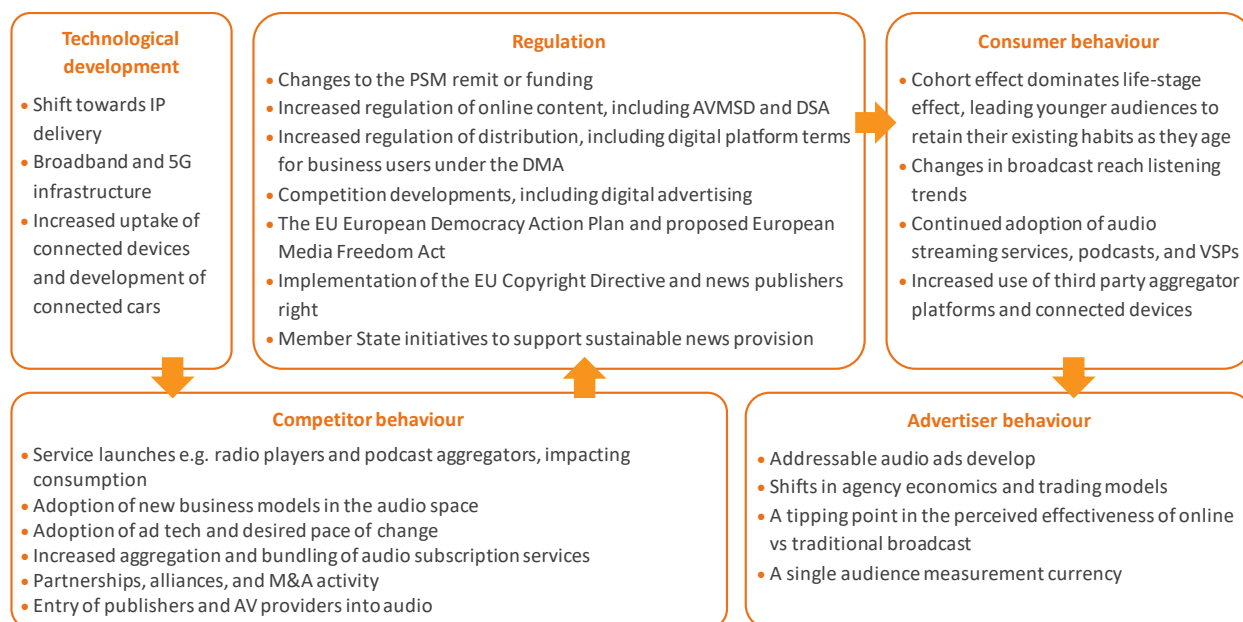 Technological
development
• Shift towards IP
delivery
• Broadband and 5G
infrastructure
• Increased uptake of
connected devices
and development of
connected cars
Regulation
• Changes to the PSM remit or funding
• Increased regulation of online content, including AVMSD and DSA
• Increased regulation of distribution, including digital platform terms
for business users under the DMA
• Competition developments, including digital advertising
• The EU European Democracy Action Plan and proposed European
Media Freedom Act
• Implementation of the EU Copyright Directive and news publishers
right
• Member State initiatives to support sustainable news provision
Consumer behaviour
• Cohort effect dominates life-stage
effect, leading younger audiences to
retain their existing habits as they age
• Changes in broadcast reach listening
trends
• Continued adoption of audio
streaming services, podcasts, and VSPs
• Increased use of third party aggregator
platforms and connected devices
Competitor behaviour
• Service launches e.g. radio players and podcast aggregators, impacting
consumption
• Adoption of new business models in the audio space
• Adoption of ad tech and desired pace of change
• Increased aggregation and bundling of audio subscription services
• Partnerships, alliances, and M&A activity
• Entry of publishers and AV providers into audio
Advertiser behaviour
• Addressable audio ads develop
• Shifts in agency economics and trading models
• A tipping point in the perceived effectiveness of online
vs traditional broadcast
• A single audience measurement currency